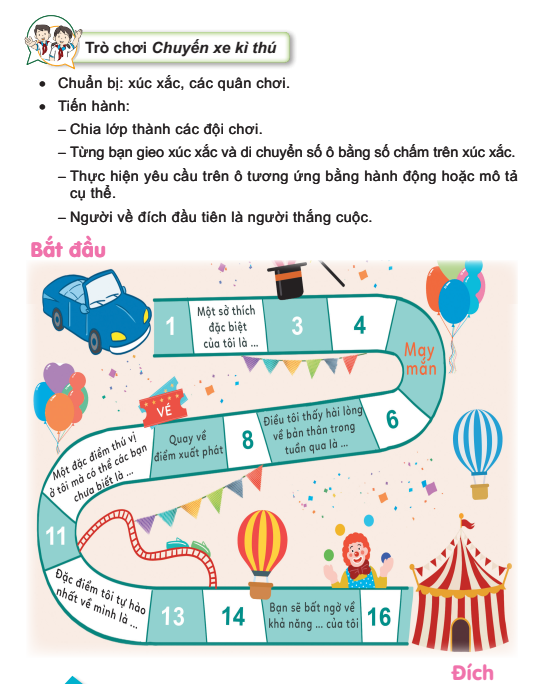 Trò chơi Chuyến xe kì thú
• Chuẩn bị: xúc xắc, các quân chơi.
• Tiến hành:
– Chia lớp thành các đội chơi.
– Từng bạn gieo xúc xắc và di chuyển số ô bằng số chấm trên xúc xắc.
– Thực hiện yêu cầu trên ô tương ứng bằng hành động hoặc mô tả
cụ thể.
– Người về đích đầu tiên là người thắng cuộc.
Bắt đầu
1
Một sở thích
đặc biệt
của tôi là ...
3
4
May
mắn
6
Điều tôi thấy hài lòng
về bản thân trong
tuần qua là ...
8
Quay về
điểm xuất phát
VÉ
Một đặc điểm thú vị
ở tôi mà có thể các bạn
chưa biết là ...
11
Đặc điểm tôi tự hào
nhất về mình là ...
13
14
Bạn sẽ bất ngờ về
khả năng ... của tôi
16
Đích